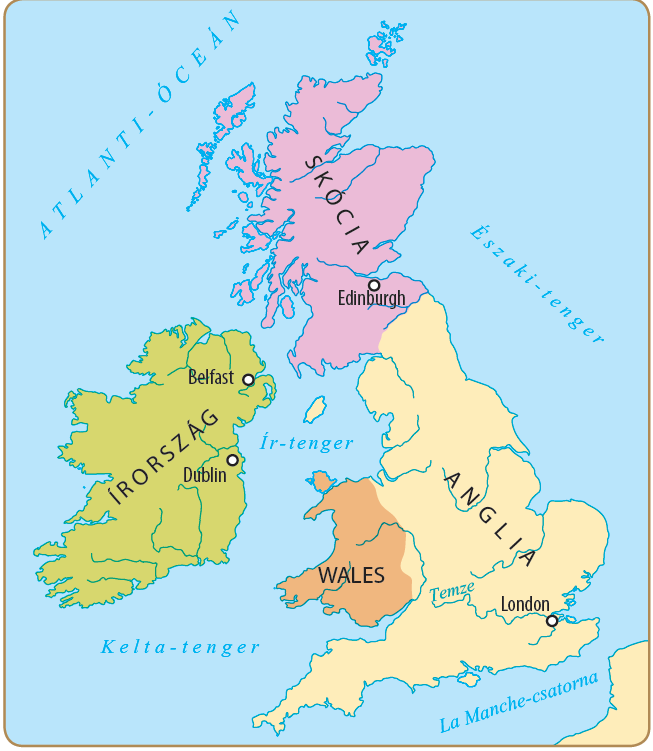 ATLANTI-ÓCEÁN
SKÓCIA
Északi-tenger
Edinburgh
Belfast
ÍRORSZÁG
Ír-tenger
Dublin
ANGLIA
WALES
Temze
London
Kelta-tenger
La Manche-csatorna